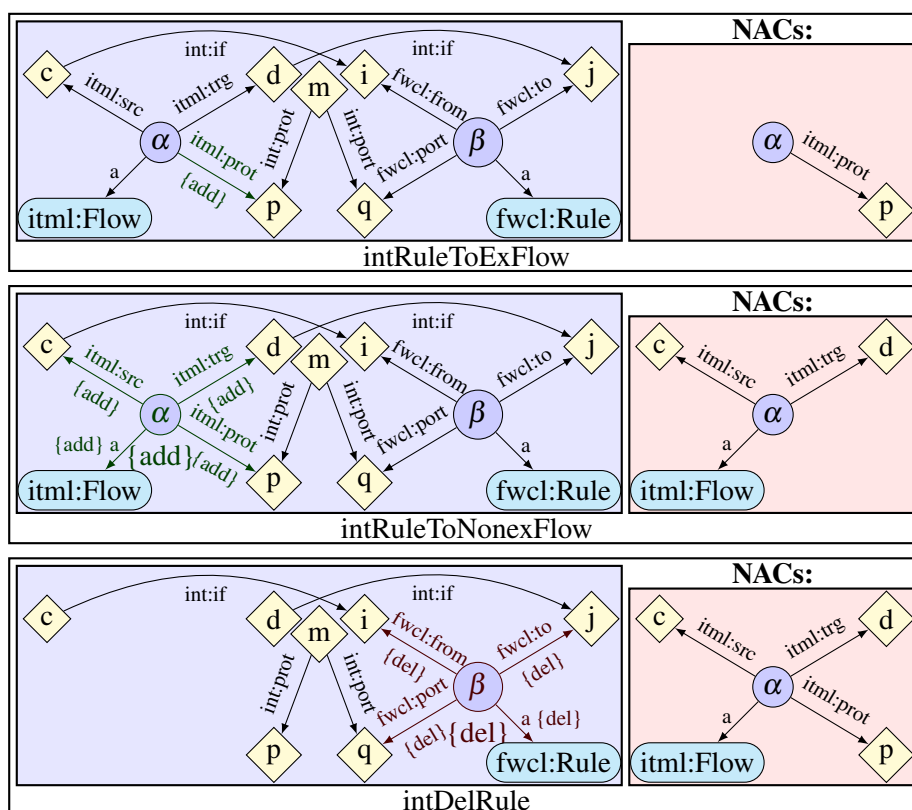 NACs:
int:if
int:if
c
d
m
i
j
itml:src
itml:trg
fwcl:from
fwcl:to
α
β
α
itml:prot
{add}
int:prot
int:port
fwcl:port
itml:prot
a
a
itml:Flow
p
q
fwcl:Rule
p
intRuleToExFlow
NACs:
int:if
int:if
c
d
m
i
j
c
d
itml:src
{add}
itml:trg
{add}
fwcl:from
fwcl:to
itml:src
itml:trg
α
β
α
itml:prot
{add}
int:prot
int:port
fwcl:port
{add} a
{add}
a
a
itml:Flow
p
q
fwcl:Rule
itml:Flow
intRuleToNonexFlow
NACs:
int:if
int:if
c
d
m
i
j
c
d
fwcl:from
{del}
fwcl:to
{del}
itml:src
itml:trg
β
α
int:prot
int:port
fwcl:port
{del}
{del}
a {del}
a
itml:prot
p
q
fwcl:Rule
itml:Flow
p
intDelRule